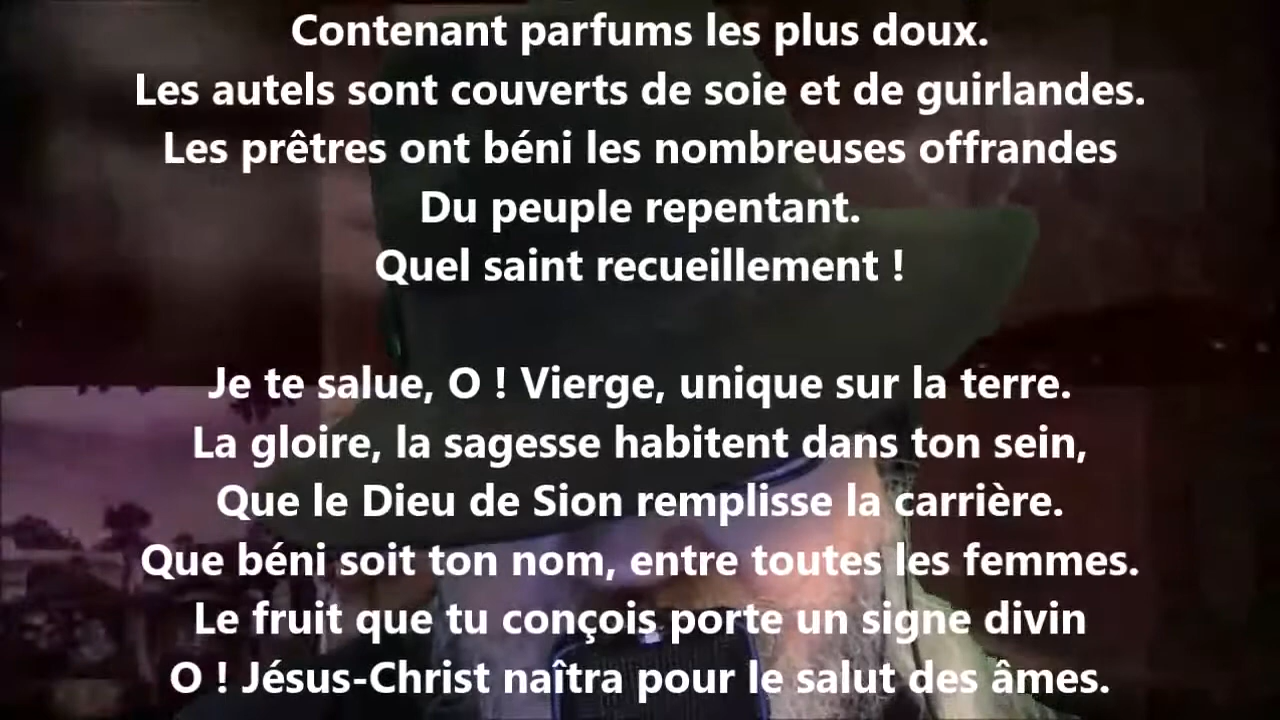 Contenant parfums les plus doux.
Les autels sont couverts de soie et de guirlandes.
Les prêtres ont béni les nombreuses offrandes
Du peuple repentant.
Quel saint recueillement !
Je te salue, O ! Vierge, unique sur la terre.
La gloire, la sagesse habitent dans ton sein,
Que le Dieu de Sion remplisse la carrière.
Que béni soit ton nom, entre toutes les femmes.
Le fruit que tu conçois porte un signe divin
O ! Jésus-Christ naîtra pour le salut des âmes.